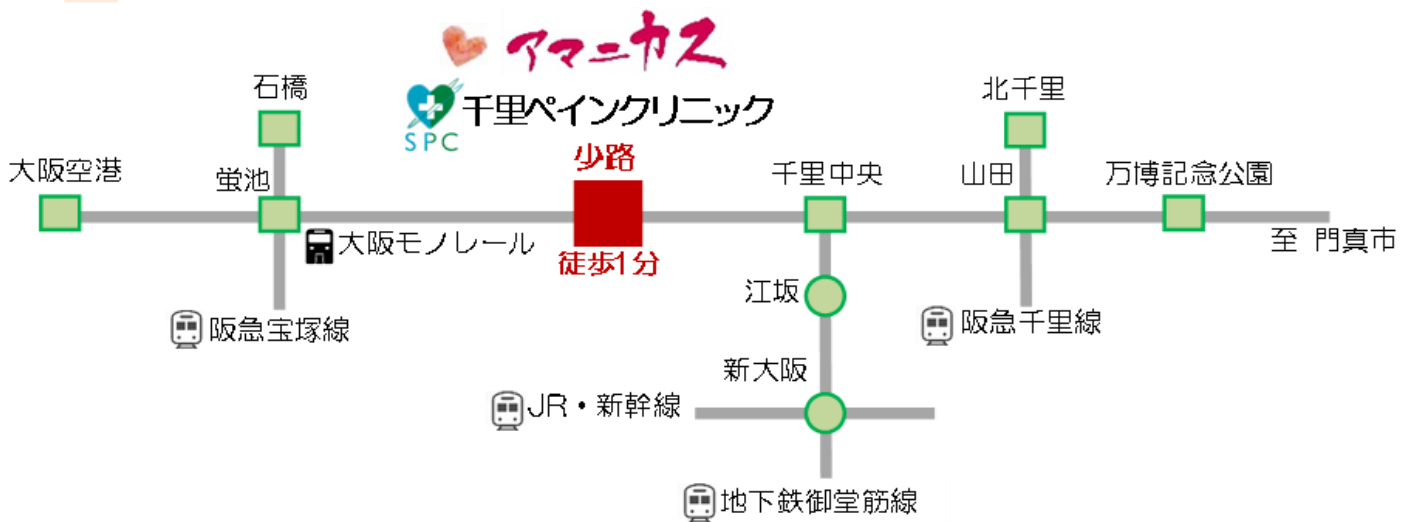 アマニカス
千里ペインクリニック
SPC
石橋
北千里
少路
大阪空港
蛍池
千里中央
山田
万博記念公園
大阪モノレール
徒歩1分
至 門真市
江坂
阪急宝塚線
阪急千里線
新大阪
JR・新幹線
地下鉄御堂筋線